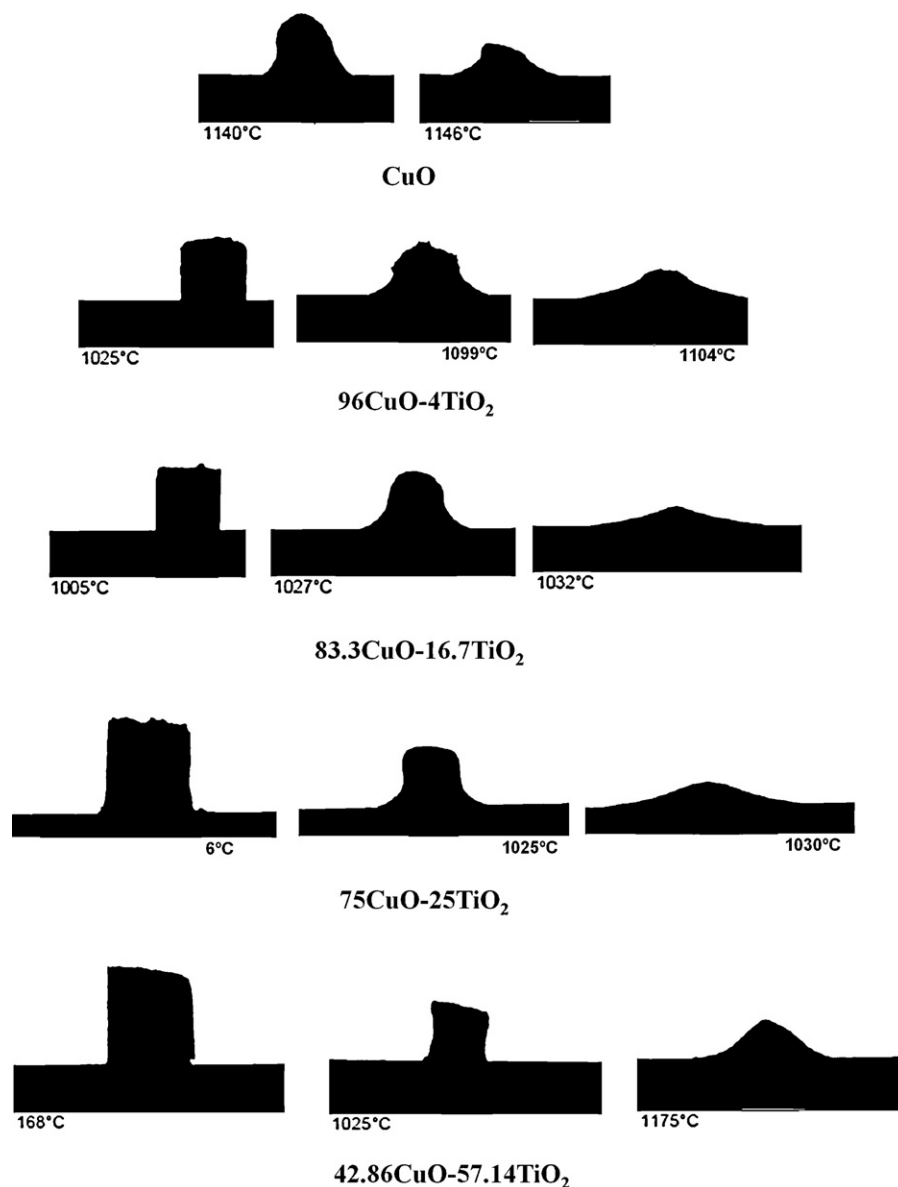 1140°C 1146°C
CuO
1025°C 1099°C 1104°C
96CuO-4TiO₂
1005°C 1027°C 1032°C
83.3CuO-16.7TiO₂
6°C 1025°C 1030°C
75CuO-25TiO₂
168°C 1025°C 1175°C
42.86CuO-57.14TiO₂